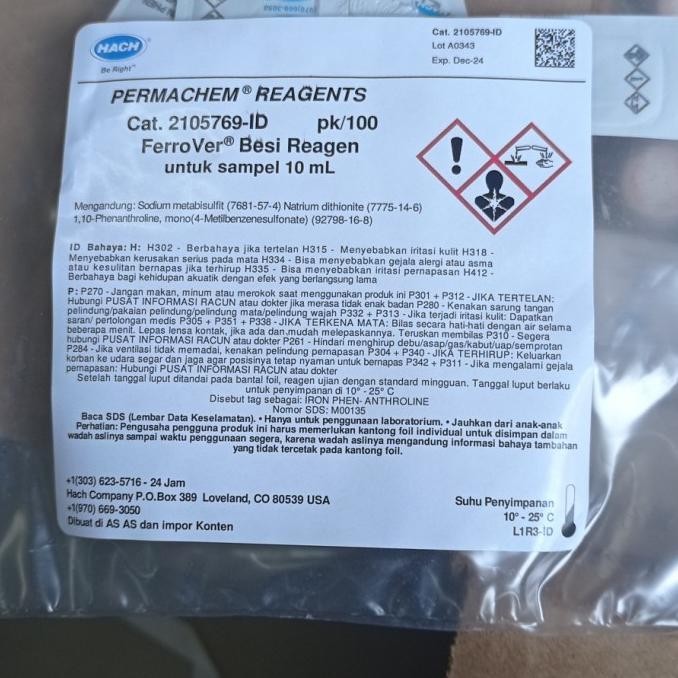 HACH
Be Right™
Cat. 2105769-ID
Lot A0343
Exp. Dec-24
PERMACHEM® REAGENTS
Cat. 2105769-ID pk/100
FerroVer® Besi Reagen
untuk sampel 10 mL
Mengandung: Sodium metabisulfit (7681-57-4) Natrium dithionite (7775-14-6)
1,10-Phenanthroline, mono(4-Metilbenzenesulfonate) (92798-16-8)
ID Bahaya: H: H302 - Berbahaya jika tertelan H315 - Menyebabkan iritasi kulit H318 -
Menyebabkan kerusakan serius pada mata H334 - Bisa menyebabkan gejala alergi atau asma
atau kesulitan bernapas jika terhirup H335 - Bisa menyebabkan iritasi pernapasan H412 -
Berbahaya bagi kehidupan akuatik dengan efek yang berlangsung lama
P: P270 - Jangan makan, minum atau merokok saat menggunakan produk ini P301 + P312 - JIKA TERTELAN:
Hubungi PUSAT INFORMASI RACUN atau dokter jika merasa tidak enak badan P280 - Kenakan sarung tangan
pelindung/pakaian pelindung/pelindung mata/pelindung wajah P332 + P313 - Jika terjadi iritasi kulit: Dapatkan
saran/ pertolongan medis P305 + P351 + P338 - JIKA TERKENA MATA: Bilas secara hati-hati dengan air selama
beberapa menit. Lepas lensa kontak, jika ada dan mudah melepaskannya. Teruskan membilas P310 - Segera
hubungi PUSAT INFORMASI RACUN atau dokter P261 - Hindari menghirup debu/asap/gas/kabut/uap/semprotan
P284 - Jika ventilasi tidak memadai, kenakan pelindung pernapasan P304 + P340 - JIKA TERHIRUP: Keluarkan
korban ke udara segar dan jaga agar posisinya tetap nyaman untuk bernapas P342 + P311 - Jika mengalami gejala
pernapasan: Hubungi PUSAT INFORMASI RACUN atau dokter
Setelah tanggal luput ditandai pada bantal foil, reagen ujian dengan standard mingguan. Tanggal luput berlaku
untuk penyimpanan di 10° - 25° C
Disebut tag sebagai: IRON PHEN- ANTHROLINE
Nomor SDS: M00135
Baca SDS (Lembar Data Keselamatan). • Hanya untuk penggunaan laboratorium. • Jauhkan dari anak-anak
Perhatian: Pengusaha pengguna produk ini harus memerlukan kantong foil individual untuk disimpan dalam
wadah aslinya sampai waktu penggunaan segera, karena wadah aslinya mengandung informasi bahaya tambahan
yang tidak tercetak pada kantong foil.
+1(303) 623-5716 - 24 Jam
Hach Company P.O.Box 389 Loveland, CO 80539 USA
+1(970) 669-3050
Dibuat di AS AS dan impor Konten
Suhu Penyimpanan
10° - 25° C
L1R3-ID